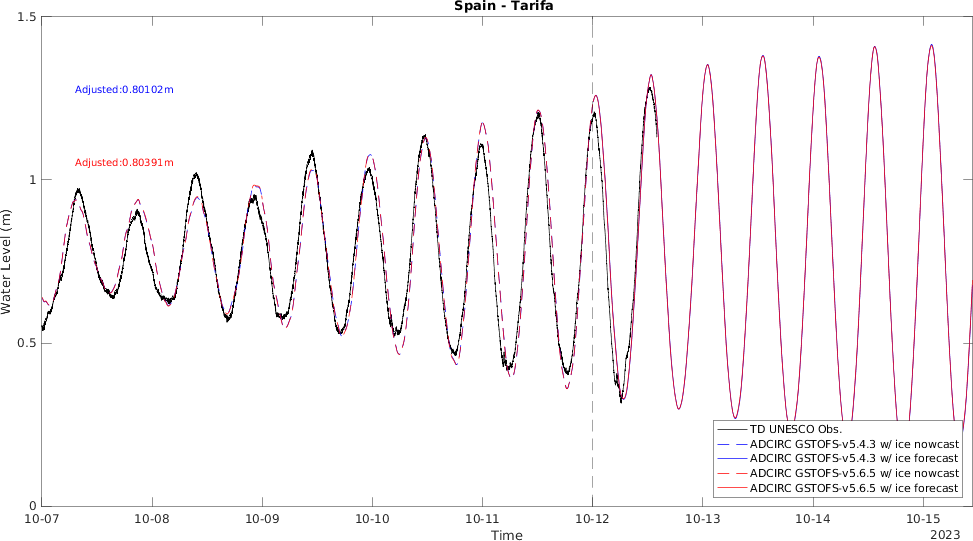 Spain - Tarifa
1.5
Adjusted:0.80102m
Adjusted:0.80391m
1
Water Level (m)
0.5
TD UNESCO Obs.
ADCIRC GSTOFS-v5.4.3 w/ ice nowcast
ADCIRC GSTOFS-v5.4.3 w/ ice forecast
ADCIRC GSTOFS-v5.6.5 w/ ice nowcast
ADCIRC GSTOFS-v5.6.5 w/ ice forecast
0
10-07 10-08 10-09 10-10 10-11 10-12 10-13 10-14 10-15
Time
2023